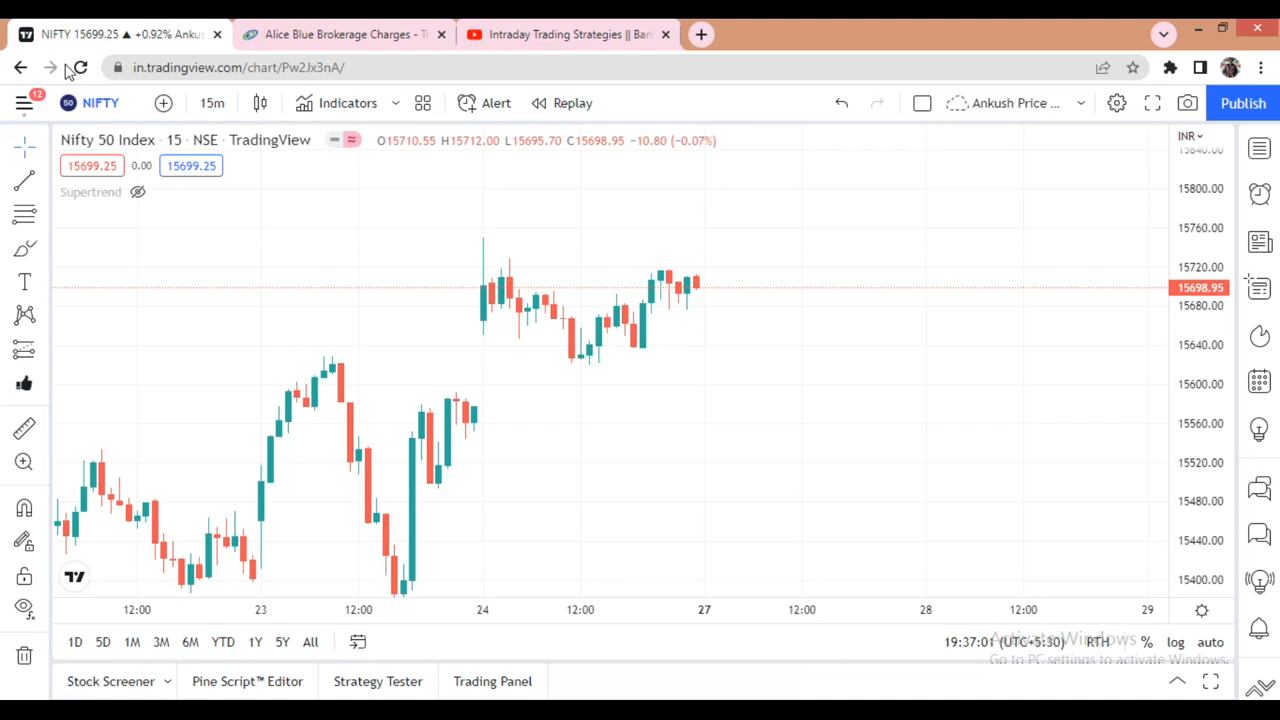 NIFTY 15699.25 ▲ +0.92% Ankus
Alice Blue Brokerage Charges - T
Intraday Trading Strategies || Ban
in.tradingview.com/chart/Pw2Jx3nA/
12
50 NIFTY
15m
Indicators
Alert
Replay
Ankush Price ...
Publish
Nifty 50 Index · 15 · NSE · TradingView
O15710.55 H15712.00 L15695.70 C15698.95 −10.80 (−0.07%)
INR
15699.25 0.00 15699.25
Supertrend
15840.00
15800.00
15760.00
15720.00
15698.95
15680.00
15640.00
15600.00
15560.00
15520.00
15480.00
15440.00
15400.00
12:00 23 12:00 24 12:00 27 12:00 28 12:00 29
1D 5D 1M 3M 6M YTD 1Y 5Y All
19:37:01 (UTC+5:30) RTH % log auto
Activate Windows
Go to PC settings to activate Windows.
Stock Screener
Pine Script™ Editor
Strategy Tester
Trading Panel